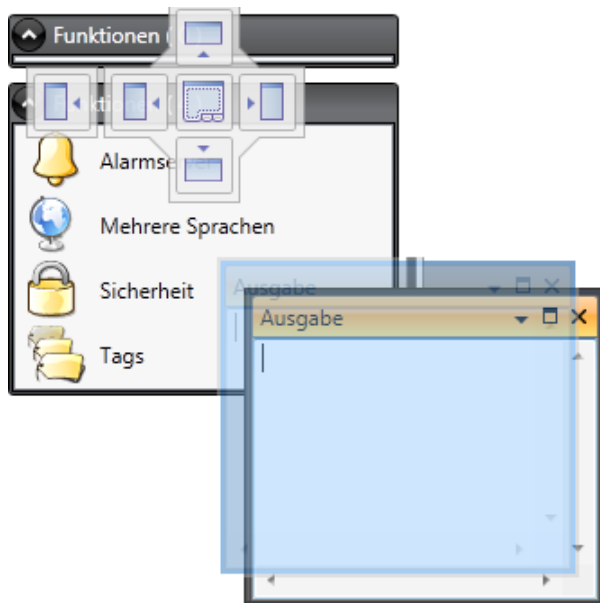 Funktionen
Alarmse
Mehrere Sprachen
Sicherheit
Ausgabe
Ausgabe
Tags